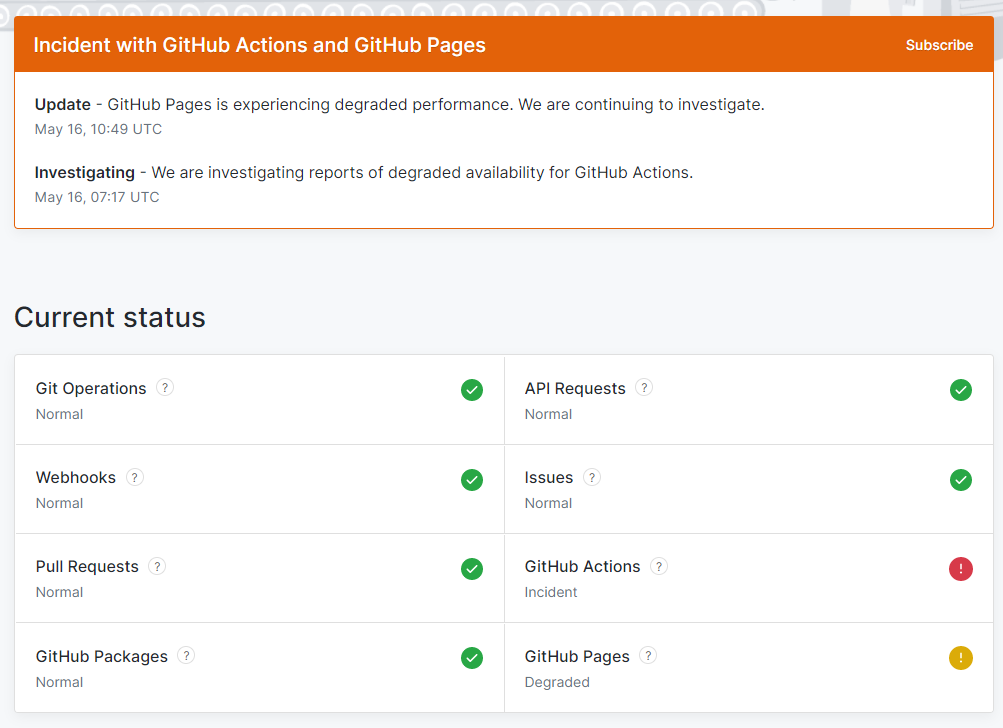 Incident with GitHub Actions and GitHub Pages
Subscribe
Update - GitHub Pages is experiencing degraded performance. We are continuing to investigate.
May 16, 10:49 UTC
Investigating - We are investigating reports of degraded availability for GitHub Actions.
May 16, 07:17 UTC
Current status
Git Operations ?
Normal
API Requests ?
Normal
Webhooks ?
Normal
Issues ?
Normal
Pull Requests ?
Normal
GitHub Actions ?
Incident
GitHub Packages ?
Normal
GitHub Pages ?
Degraded